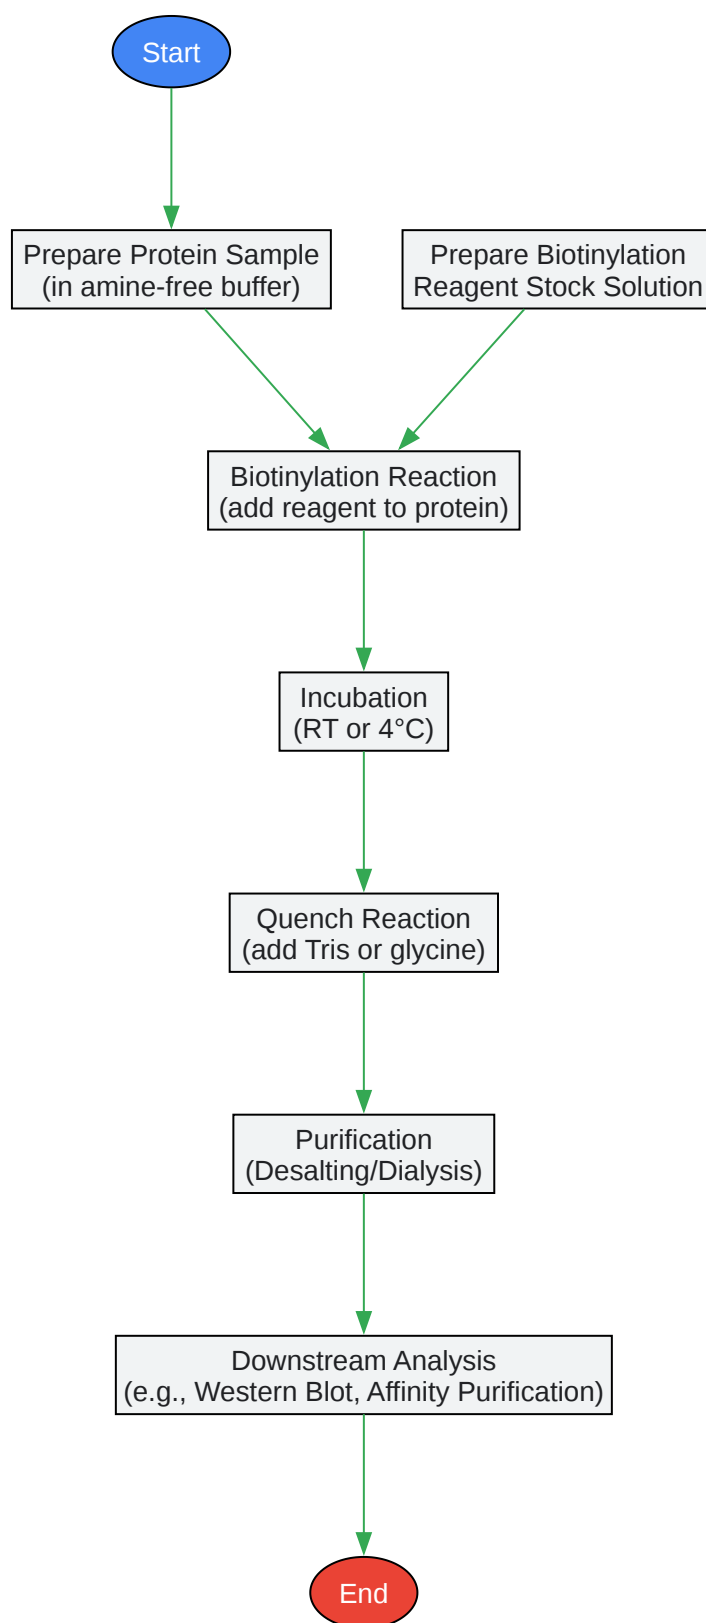 Start
Prepare Protein Sample
(in amine-free buffer)
Prepare Biotinylation
Reagent Stock Solution
Biotinylation Reaction
(add reagent to protein)
Incubation
(RT or 4°C)
Quench Reaction
(add Tris or glycine)
Purification
(Desalting/Dialysis)
Downstream Analysis
(e.g., Western Blot, Affinity Purification)
End